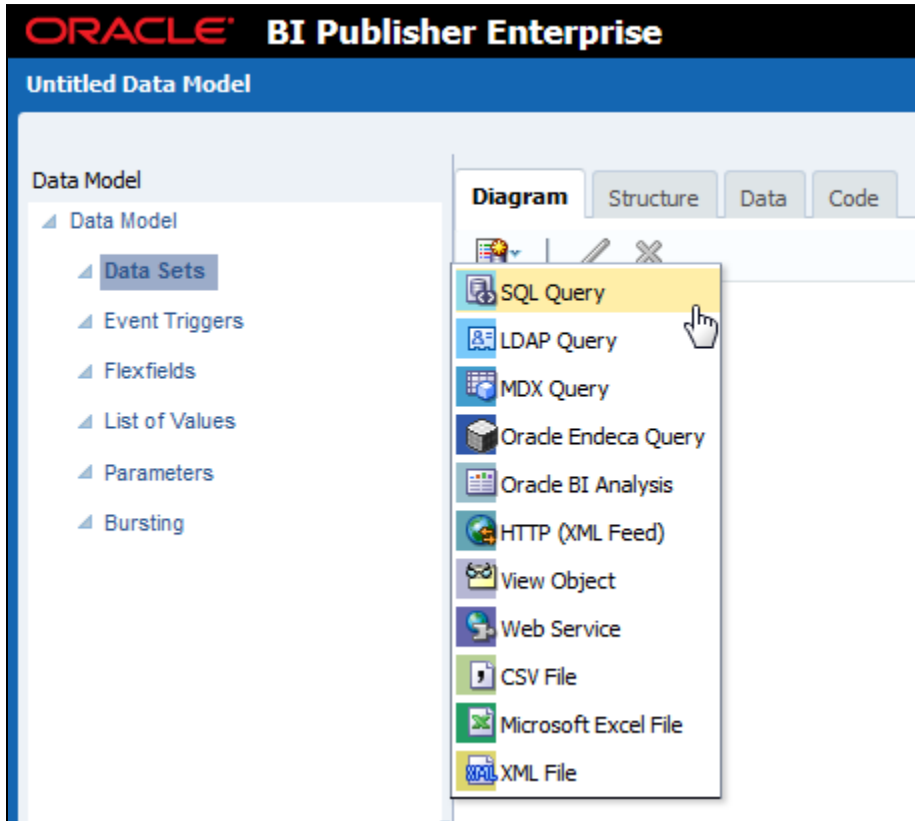 ORACLE BI Publisher Enterprise
Untitled Data Model
Data Model
Data Model
Data Sets
Event Triggers
Flexfields
List of Values
Parameters
Bursting
Diagram Structure Data Code
SQL Query
LDAP Query
MDX Query
Oracle Endeca Query
Oracle BI Analysis
HTTP (XML Feed)
View Object
Web Service
CSV File
Microsoft Excel File
XML File